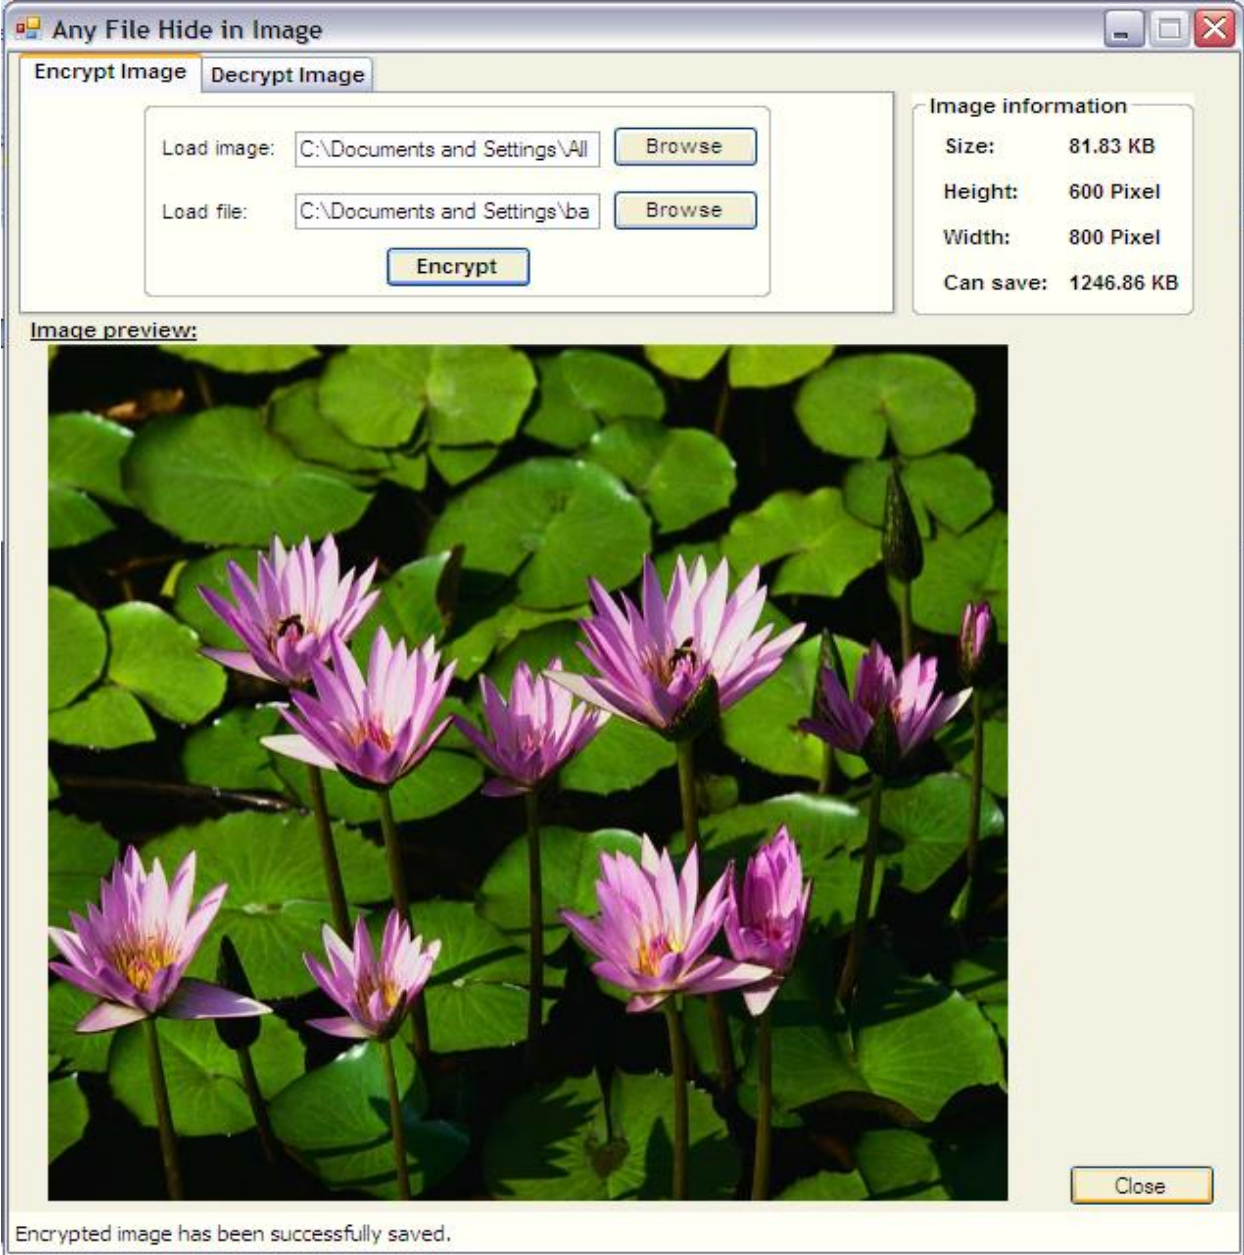 Any File Hide in Image
Encrypt Image Decrypt Image
Load image: C:\Documents and Settings\All Browse
Load file: C:\Documents and Settings\ba Browse
Encrypt
Image information
Size: 81.83 KB
Height: 600 Pixel
Width: 800 Pixel
Can save: 1246.86 KB
Image preview:
Close
Encrypted image has been successfully saved.